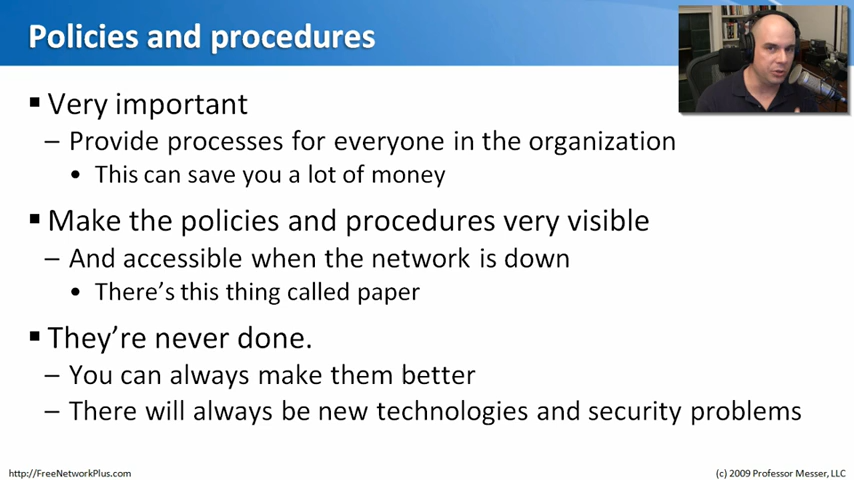 Policies and procedures
▪ Very important
– Provide processes for everyone in the organization
• This can save you a lot of money
▪ Make the policies and procedures very visible
– And accessible when the network is down
• There's this thing called paper
▪ They're never done.
– You can always make them better
– There will always be new technologies and security problems
http://FreeNetworkPlus.com
(c) 2009 Professor Messer, LLC